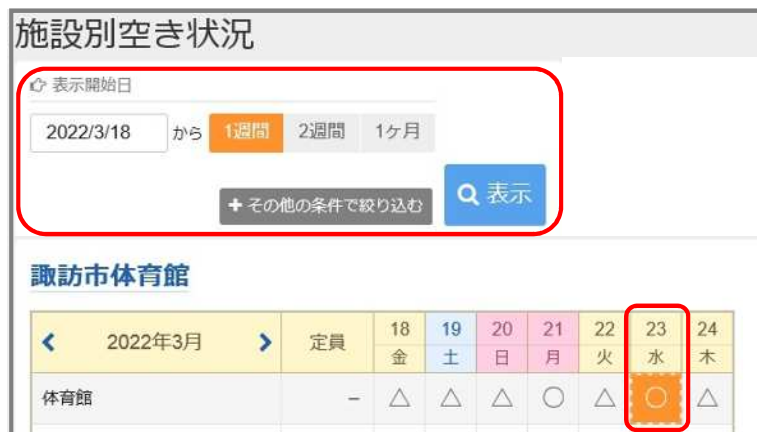 施設別空き状況
表示開始日
2022/3/18 から 1週間 2週間 1ヶ月
+ その他の条件で絞り込む 表示
諏訪市体育館
2022年3月 定員 18 19 20 21 22 23 24
金 土 日 月 火 水 木
体育館 － △ △ △ ○ △ ○ △